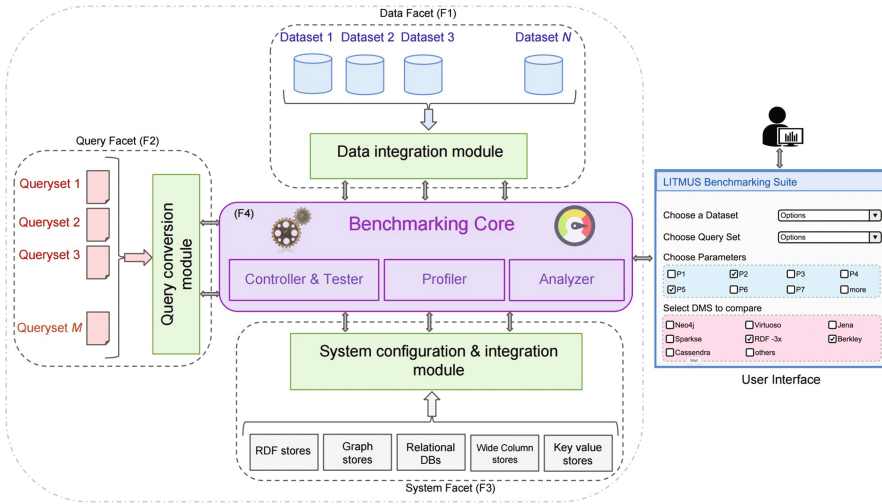 Data Facet (F1)
Dataset 1
Dataset 2
Dataset 3
Dataset N
Data integration module
Query Facet (F2)
Queryset 1
Queryset 2
Queryset 3
Queryset M
Query conversion
module
(F4)
Benchmarking Core
Controller & Tester
Profiler
Analyzer
System configuration & integration
module
RDF stores
Graph
stores
Relational
DBs
Wide Column
stores
Key value
stores
System Facet (F3)
LITMUS Benchmarking Suite
Choose a Dataset
Options
Choose Query Set
Options
Choose Parameters
P1
P2
P3
P4
P5
P6
P7
more
Select DMS to compare
Neo4j
Virtuoso
Jena
Sparkse
RDF -3x
Berkley
Cassendra
others
User Interface